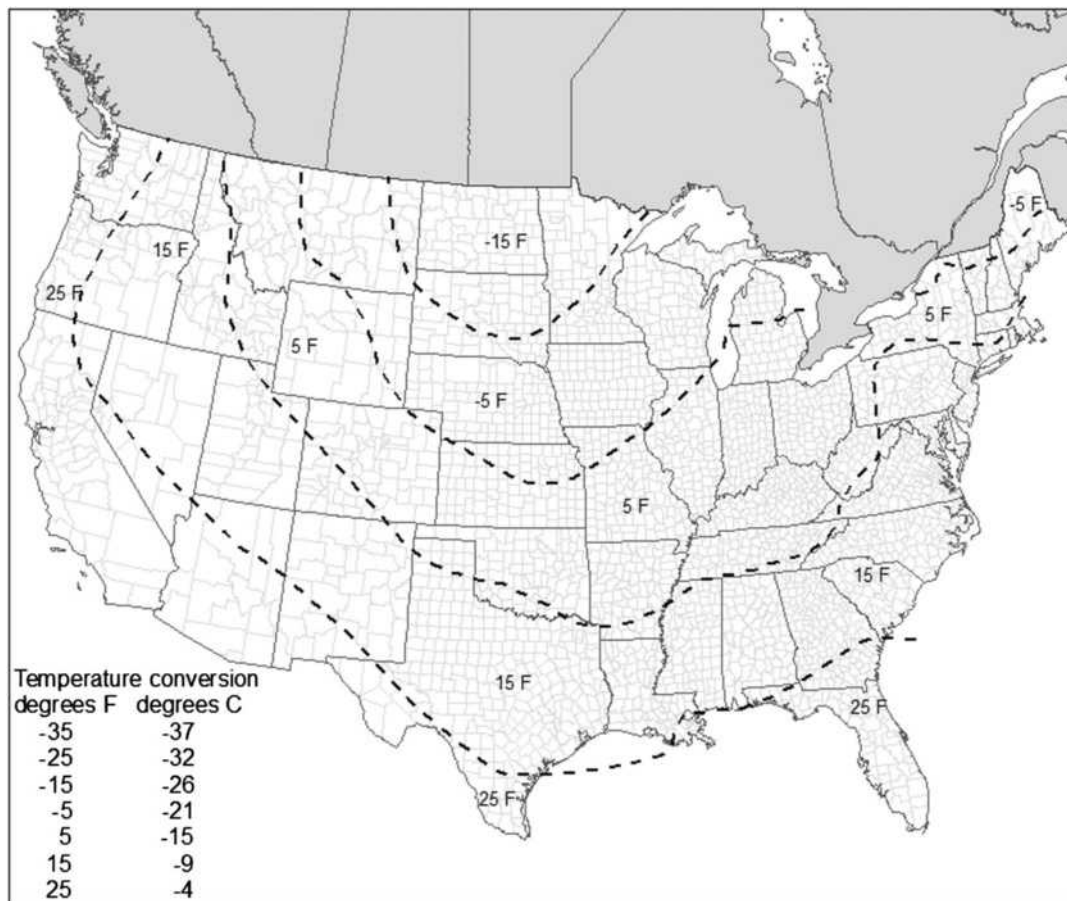 -5 F
-15 F
15 F
25 F
5 F
5 F
-5 F
5 F
15 F
15 F
25 F
25 F
Temperature conversion
degrees F degrees C
-35 -37
-25 -32
-15 -26
-5 -21
5 -15
15 -9
25 -4